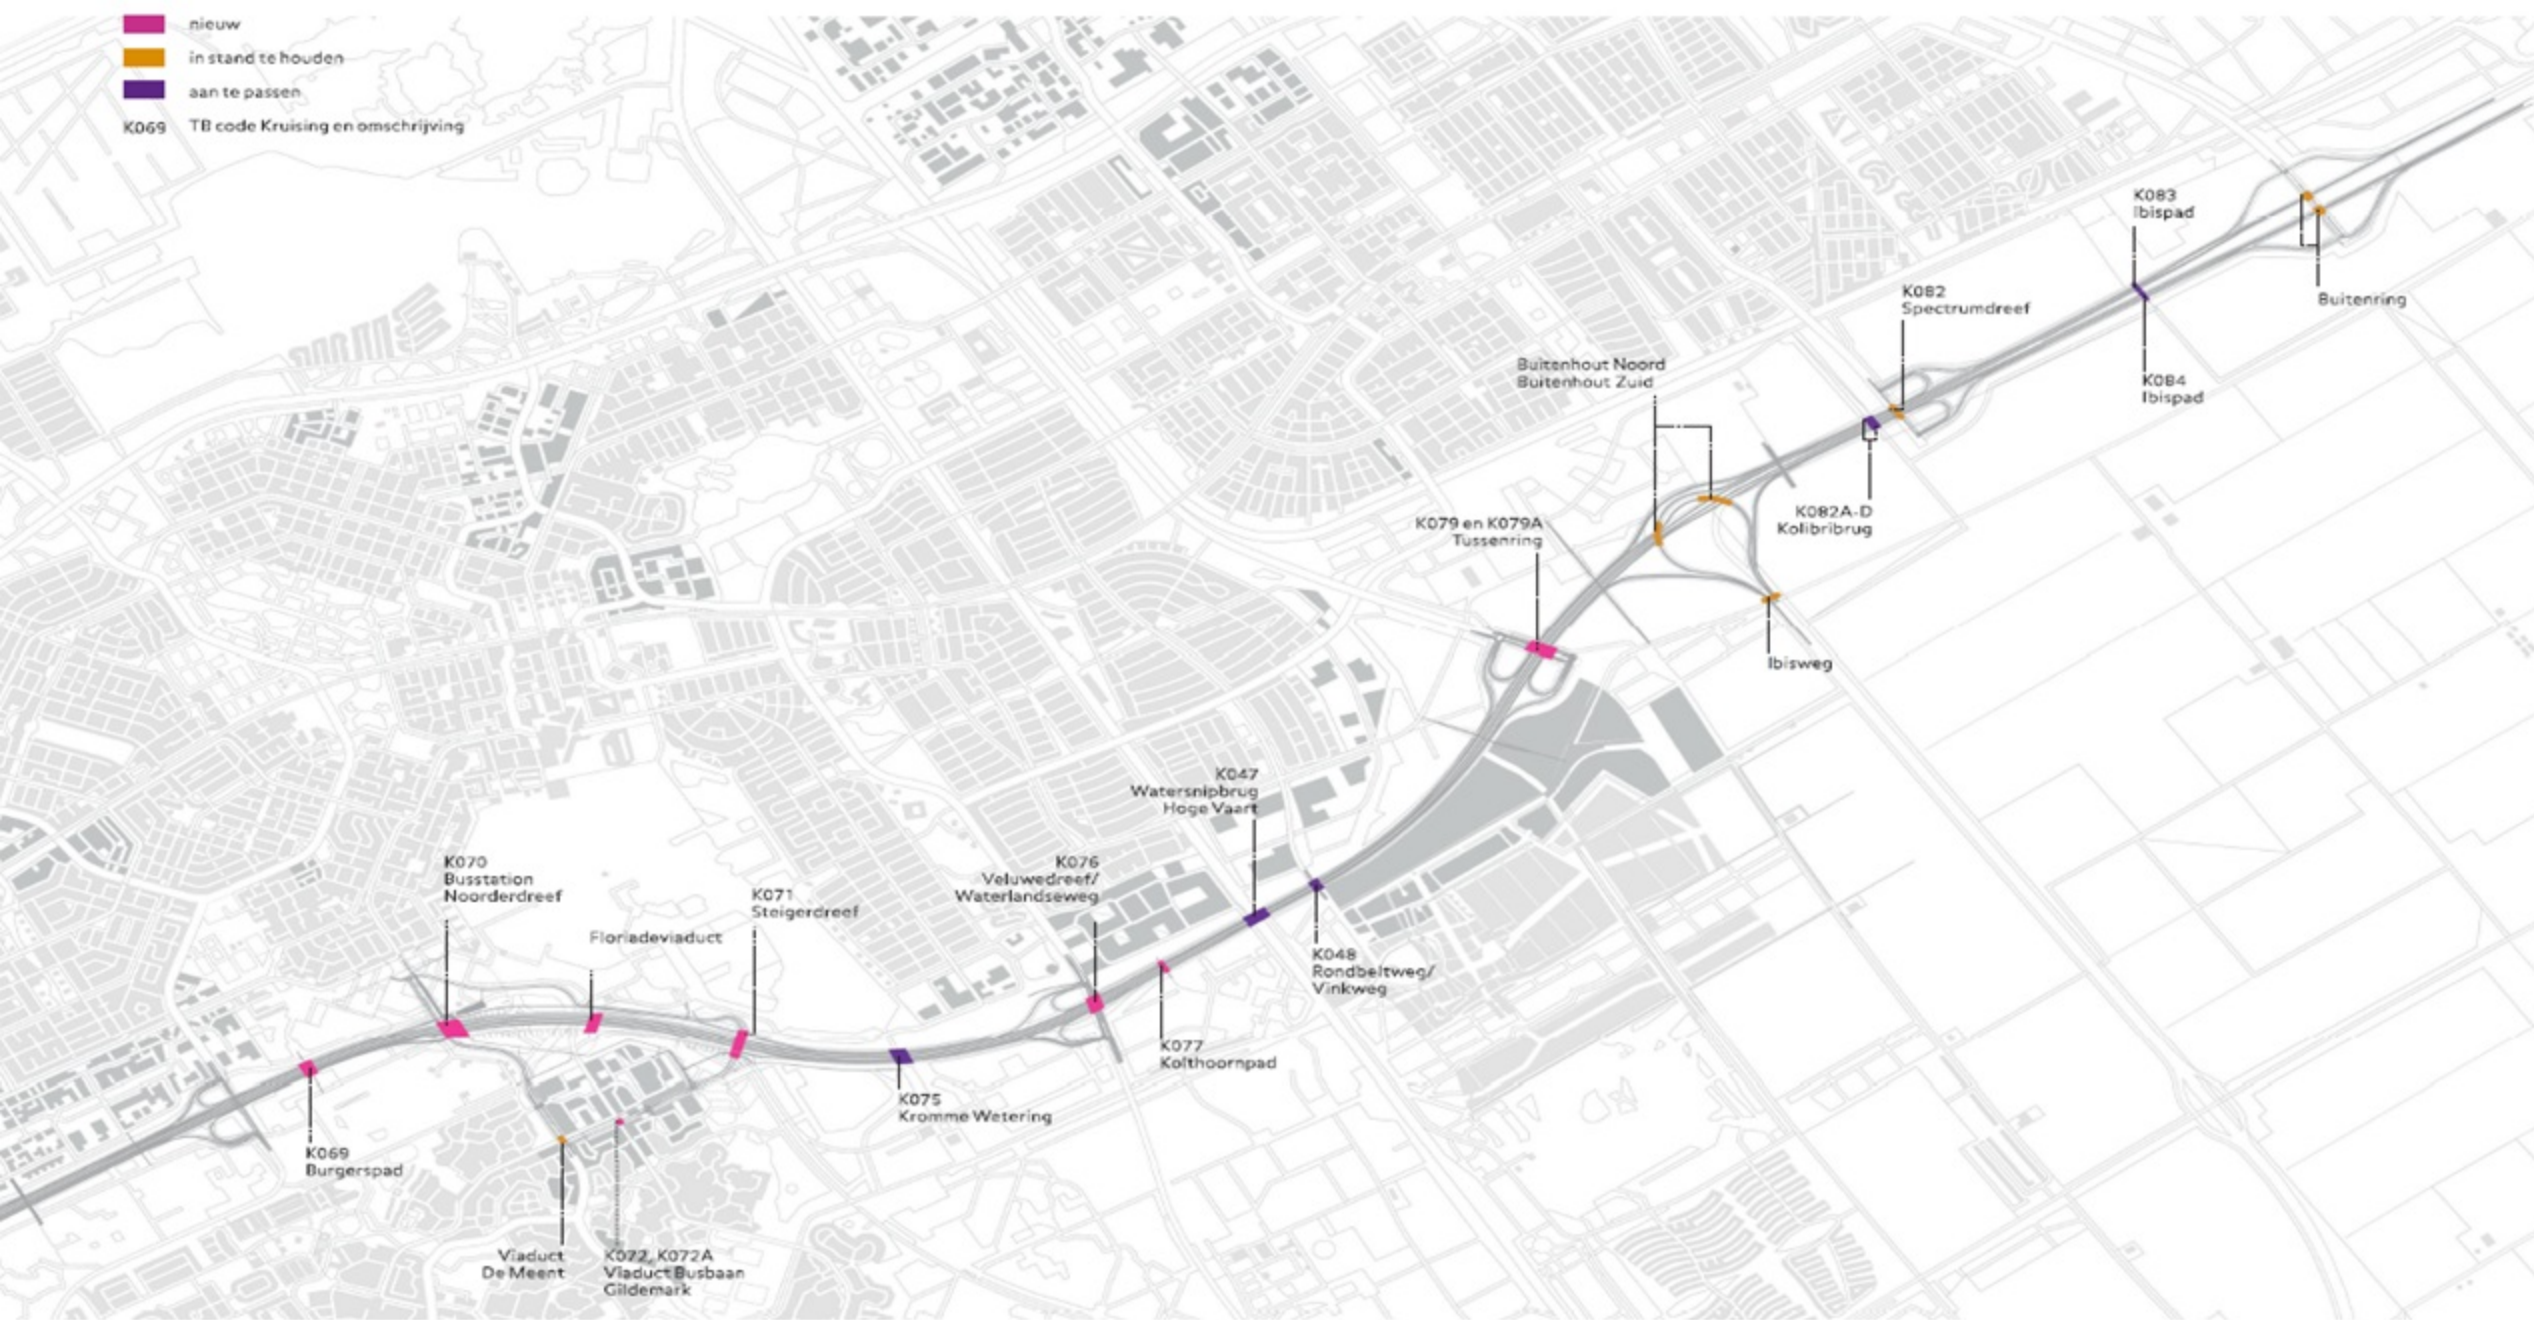 nieuw
in stand te houden
aan te passen
K069 TB code Kruising en omschrijving
K083
Ibispad
Buitenring
K082
Spectrumdreef
K084
Ibispad
Buitenhout Noord
Buitenhout Zuid
K082A-D
Kolibribrug
K079 en K079A
Tussenring
Ibisweg
K047
Watersnipbrug
Hoge Vaart
K070
Busstation
Noorderdreef
K076
Veluwedreef/
Waterlandseweg
K071
Steigerdreef
Floriadeviaduct
K048
Rondbeltweg/
Vinkweg
K077
Kolthoornpad
K075
Kromme Wetering
K069
Burgerspad
Viaduct
De Meent
K072, K072A
Viaduct Busbaan
Gildemark